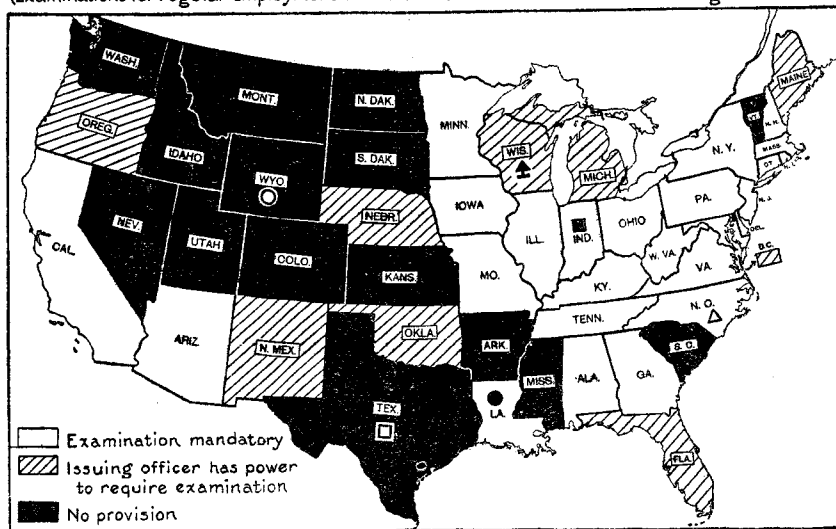 (Examinations for regular
WASH.
MONT.
N. DAK.
MINN.
MAINE
OREG.
IDAHO
S. DAK.
WIS.
MICH.
VT.
N.H.
N.Y.
MASS.
CT.
R.I.
WYO.
NEBR.
IOWA
PA.
N.J.
NEV.
UTAH
COLO.
ILL.
IND.
OHIO
DEL.
D.C.
CAL.
KANS.
MO.
W. VA.
VA.
KY.
ARIZ.
N. MEX.
OKLA.
ARK.
TENN.
N. C.
S. C.
TEX.
LA.
MISS.
ALA.
GA.
FLA.
Examination mandatory
Issuing officer has power
to require examination
No provision